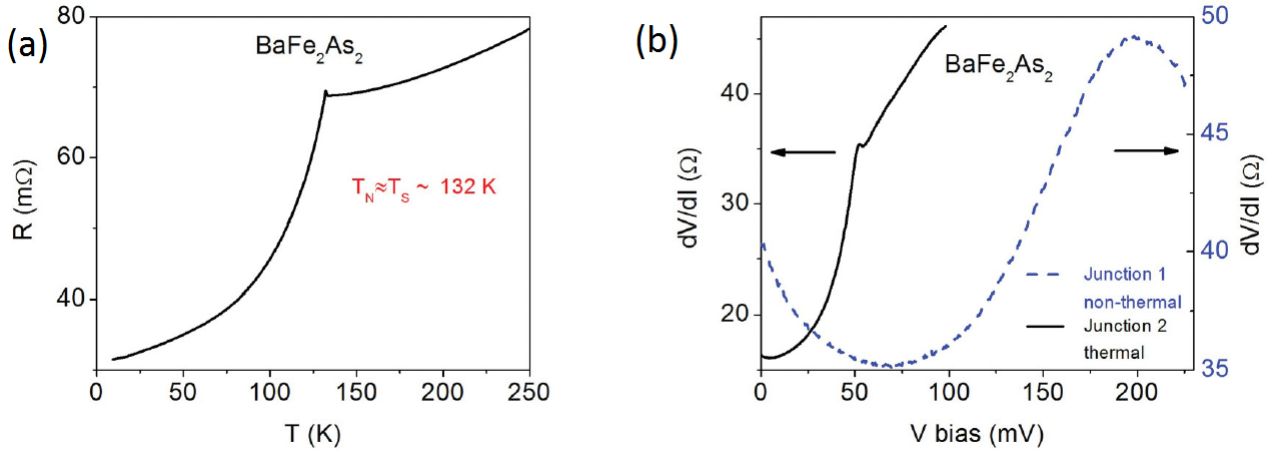 (a)
80
60
40
R (mΩ)
BaFe₂As₂
T_N≈T_S ~ 132 K
0
50
100
150
200
250
T (K)
(b)
40
30
20
dV/dI (Ω)
BaFe₂As₂
50
45
40
35
dV/dI (Ω)
Junction 1
non-thermal
Junction 2
thermal
0
50
100
150
200
V bias (mV)